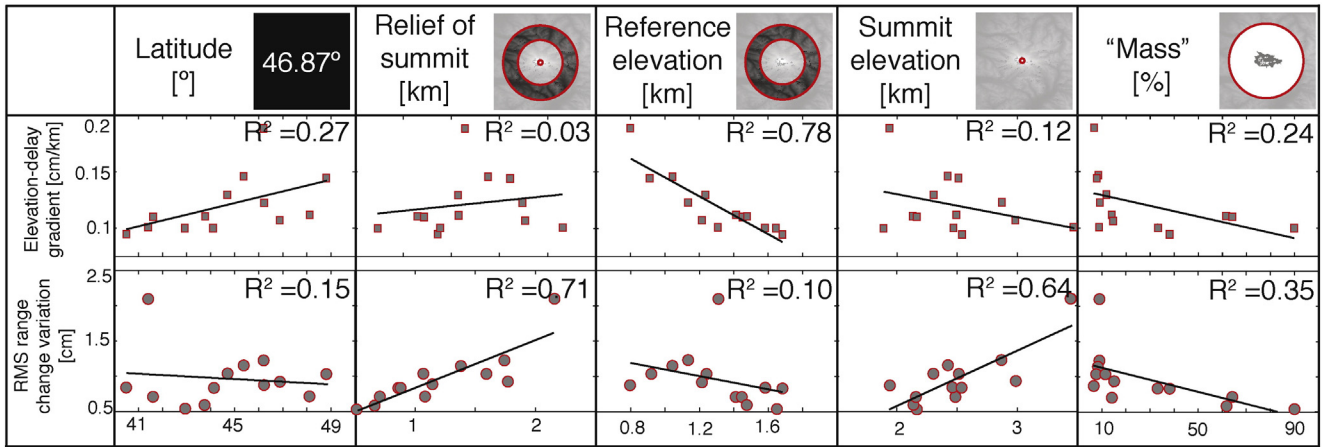 Latitude
[º]
46.87º
Relief of
summit
[km]
Reference
elevation
[km]
Summit
elevation
[km]
“Mass”
[%]
Elevation-delay
gradient [cm/km]
0.2
0.15
0.1
R² =0.27
R² =0.03
R² =0.78
R² =0.12
R² =0.24
RMS range
change variation
[cm]
2.5
1.5
0.5
R² =0.15
R² =0.71
R² =0.10
R² =0.64
R² =0.35
41 45 49
1 2
0.8 1.2 1.6
2 3
10 50 90